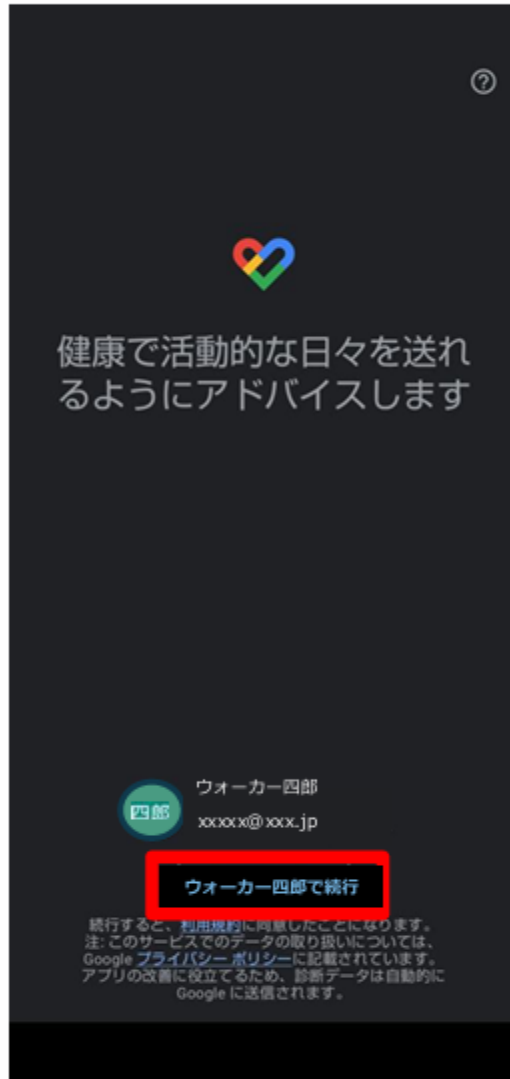 健康で活動的な日々を送れ
るようにアドバイスします
ウォーカー四郎
四郎
xxxxx@xxx.jp
ウォーカー四郎で続行
続行すると、利用規約に同意したことになります。
注: このサービスでのデータの取り扱いについては、
Google プライバシー ポリシーに記載されています。
アプリの改善に役立てるため、診断データは自動的に
Google に送信されます。